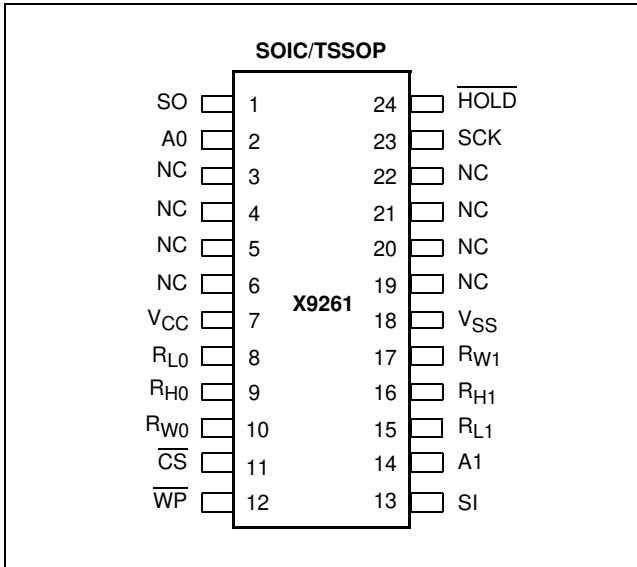 SOIC/TSSOP
SO 1 24 HOLD
A0 2 23 SCK
NC 3 22 NC
NC 4 21 NC
NC 5 20 NC
NC 6 19 NC
X9261
VCC 7 18 VSS
RL0 8 17 RW1
RH0 9 16 RH1
RW0 10 15 RL1
CS 11 14 A1
WP 12 13 SI